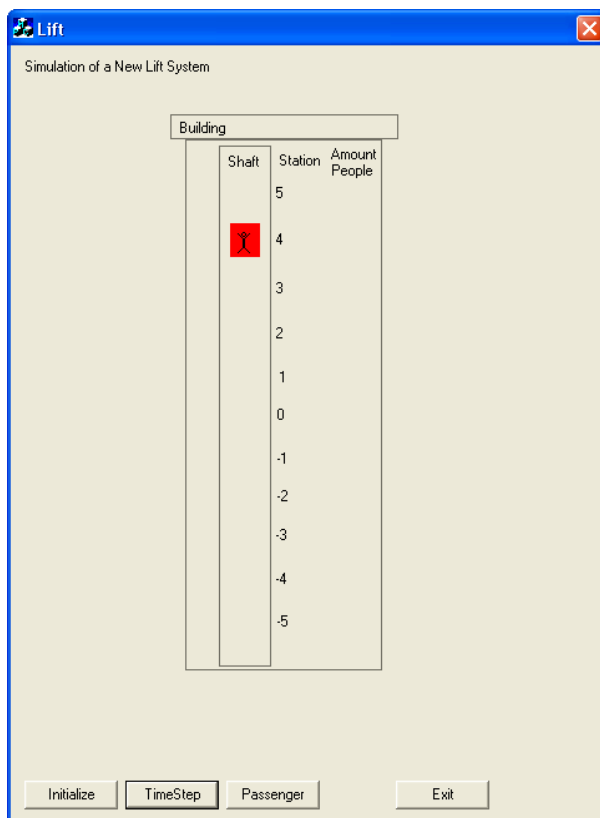 Lift
Simulation of a New Lift System
Building
Shaft Station Amount
People
5
4
3
2
1
0
-1
-2
-3
-4
-5
Initialize TimeStep Passenger Exit